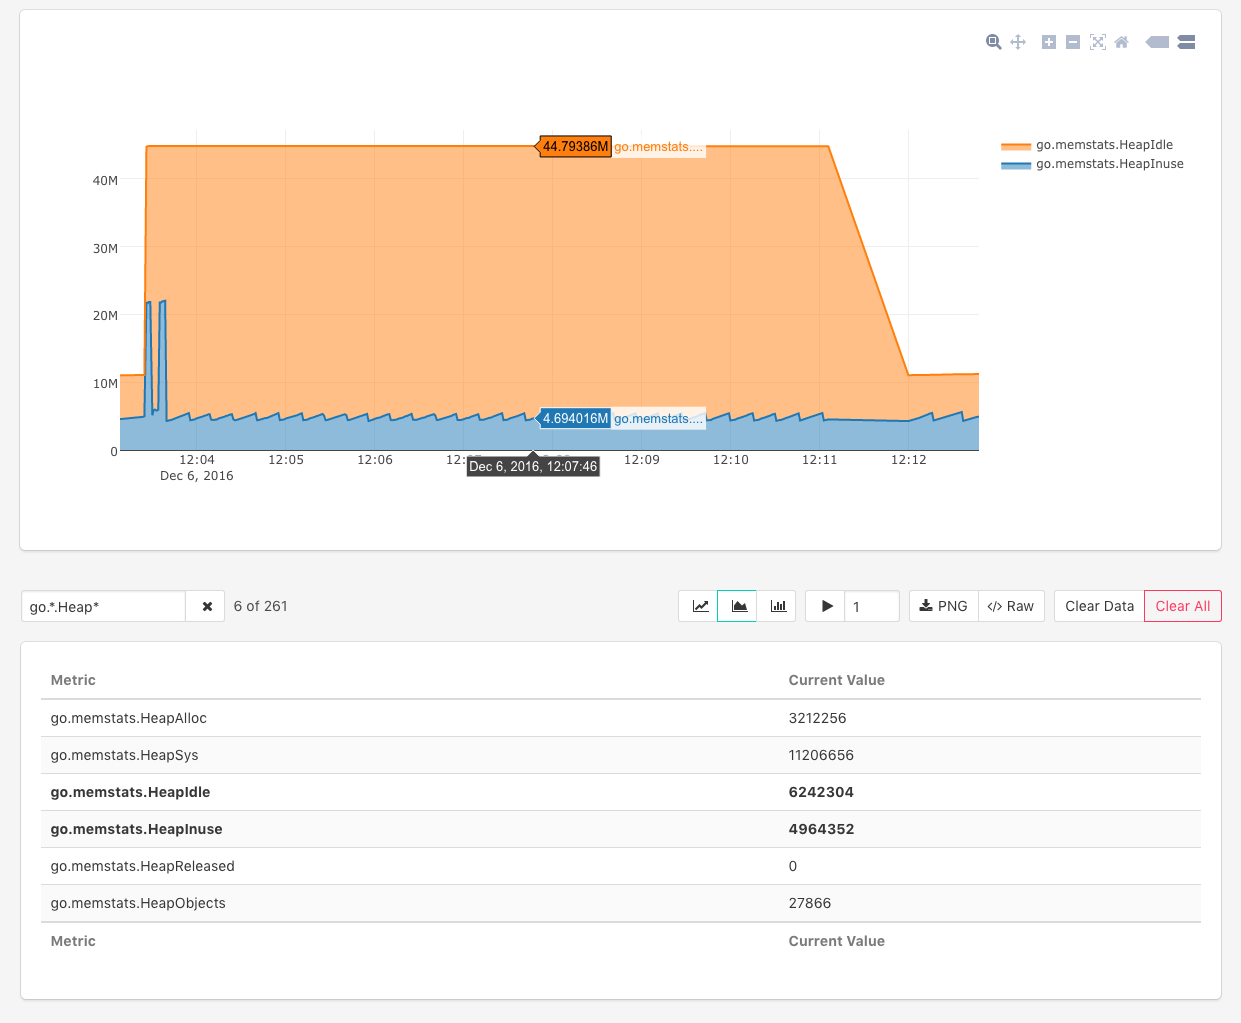 44.79386M go.memstats....
go.memstats.HeapIdle
go.memstats.HeapInuse
40M
30M
20M
10M
0
4.694016M go.memstats....
12:04 12:05 12:06 12:09 12:10 12:11 12:12
Dec 6, 2016, 12:07:46
Dec 6, 2016
go.*.Heap*
6 of 261
1
PNG
</> Raw
Clear Data
Clear All
Metric Current Value
go.memstats.HeapAlloc 3212256
go.memstats.HeapSys 11206656
go.memstats.HeapIdle 6242304
go.memstats.HeapInuse 4964352
go.memstats.HeapReleased 0
go.memstats.HeapObjects 27866
Metric Current Value